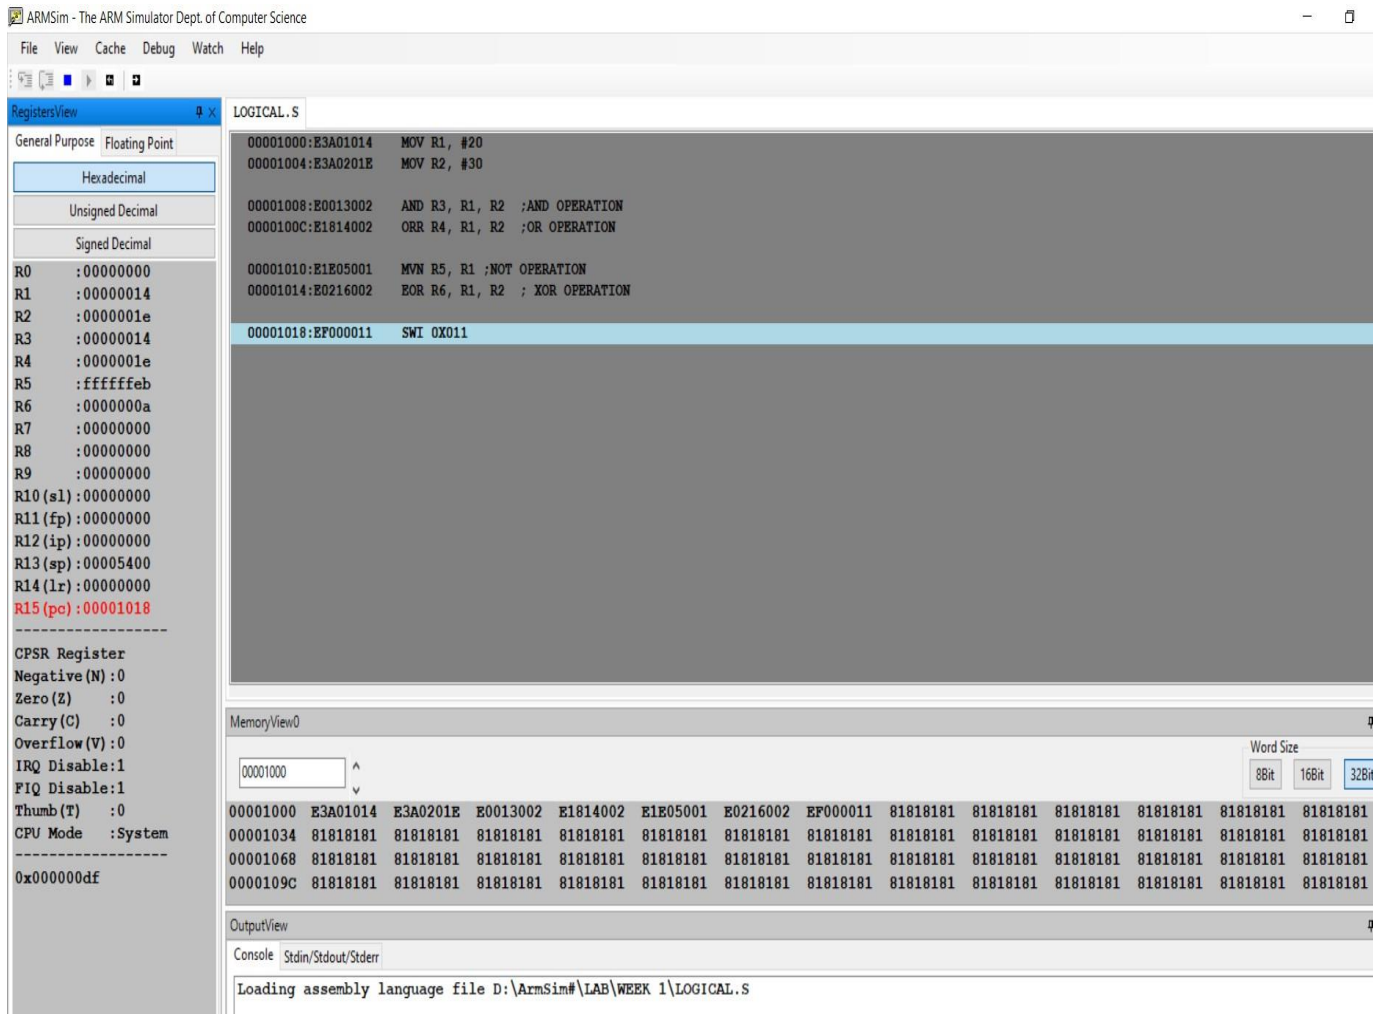 ARMSim - The ARM Simulator Dept. of Computer Science
File View Cache Debug Watch Help
RegistersView
General Purpose Floating Point
Hexadecimal
Unsigned Decimal
Signed Decimal
R0 :00000000
R1 :00000014
R2 :0000001e
R3 :00000014
R4 :0000001e
R5 :ffffffeb
R6 :0000000a
R7 :00000000
R8 :00000000
R9 :00000000
R10(sl):00000000
R11(fp):00000000
R12(ip):00000000
R13(sp):00005400
R14(lr):00000000
R15(pc):00001018
------------------
CPSR Register
Negative(N):0
Zero(Z) :0
Carry(C) :0
Overflow(V):0
IRQ Disable:1
FIQ Disable:1
Thumb(T) :0
CPU Mode :System
------------------
0x000000df
LOGICAL.S
00001000:E3A01014 MOV R1, #20
00001004:E3A0201E MOV R2, #30
00001008:E0013002 AND R3, R1, R2 ;AND OPERATION
0000100C:E1814002 ORR R4, R1, R2 ;OR OPERATION
00001010:E1E05001 MVN R5, R1 ;NOT OPERATION
00001014:E0216002 EOR R6, R1, R2 ; XOR OPERATION
00001018:EF000011 SWI 0X011
MemoryView0
00001000
Word Size
8Bit 16Bit 32Bit
00001000 E3A01014 E3A0201E E0013002 E1814002 E1E05001 E0216002 EF000011 81818181 81818181 81818181 81818181 81818181 81818181
00001034 81818181 81818181 81818181 81818181 81818181 81818181 81818181 81818181 81818181 81818181 81818181 81818181 81818181
00001068 81818181 81818181 81818181 81818181 81818181 81818181 81818181 81818181 81818181 81818181 81818181 81818181 81818181
0000109C 81818181 81818181 81818181 81818181 81818181 81818181 81818181 81818181 81818181 81818181 81818181 81818181 81818181
OutputView
Console Stdin/Stdout/Stderr
Loading assembly language file D:\ArmSim#\LAB\WEEK 1\LOGICAL.S